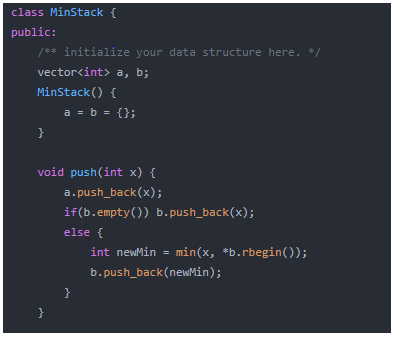 class MinStack {
public:
    /** initialize your data structure here. */
    vector<int> a, b;
    MinStack() {
        a = b = {};
    }

    void push(int x) {
        a.push_back(x);
        if(b.empty()) b.push_back(x);
        else {
            int newMin = min(x, *b.rbegin());
            b.push_back(newMin);
        }
    }